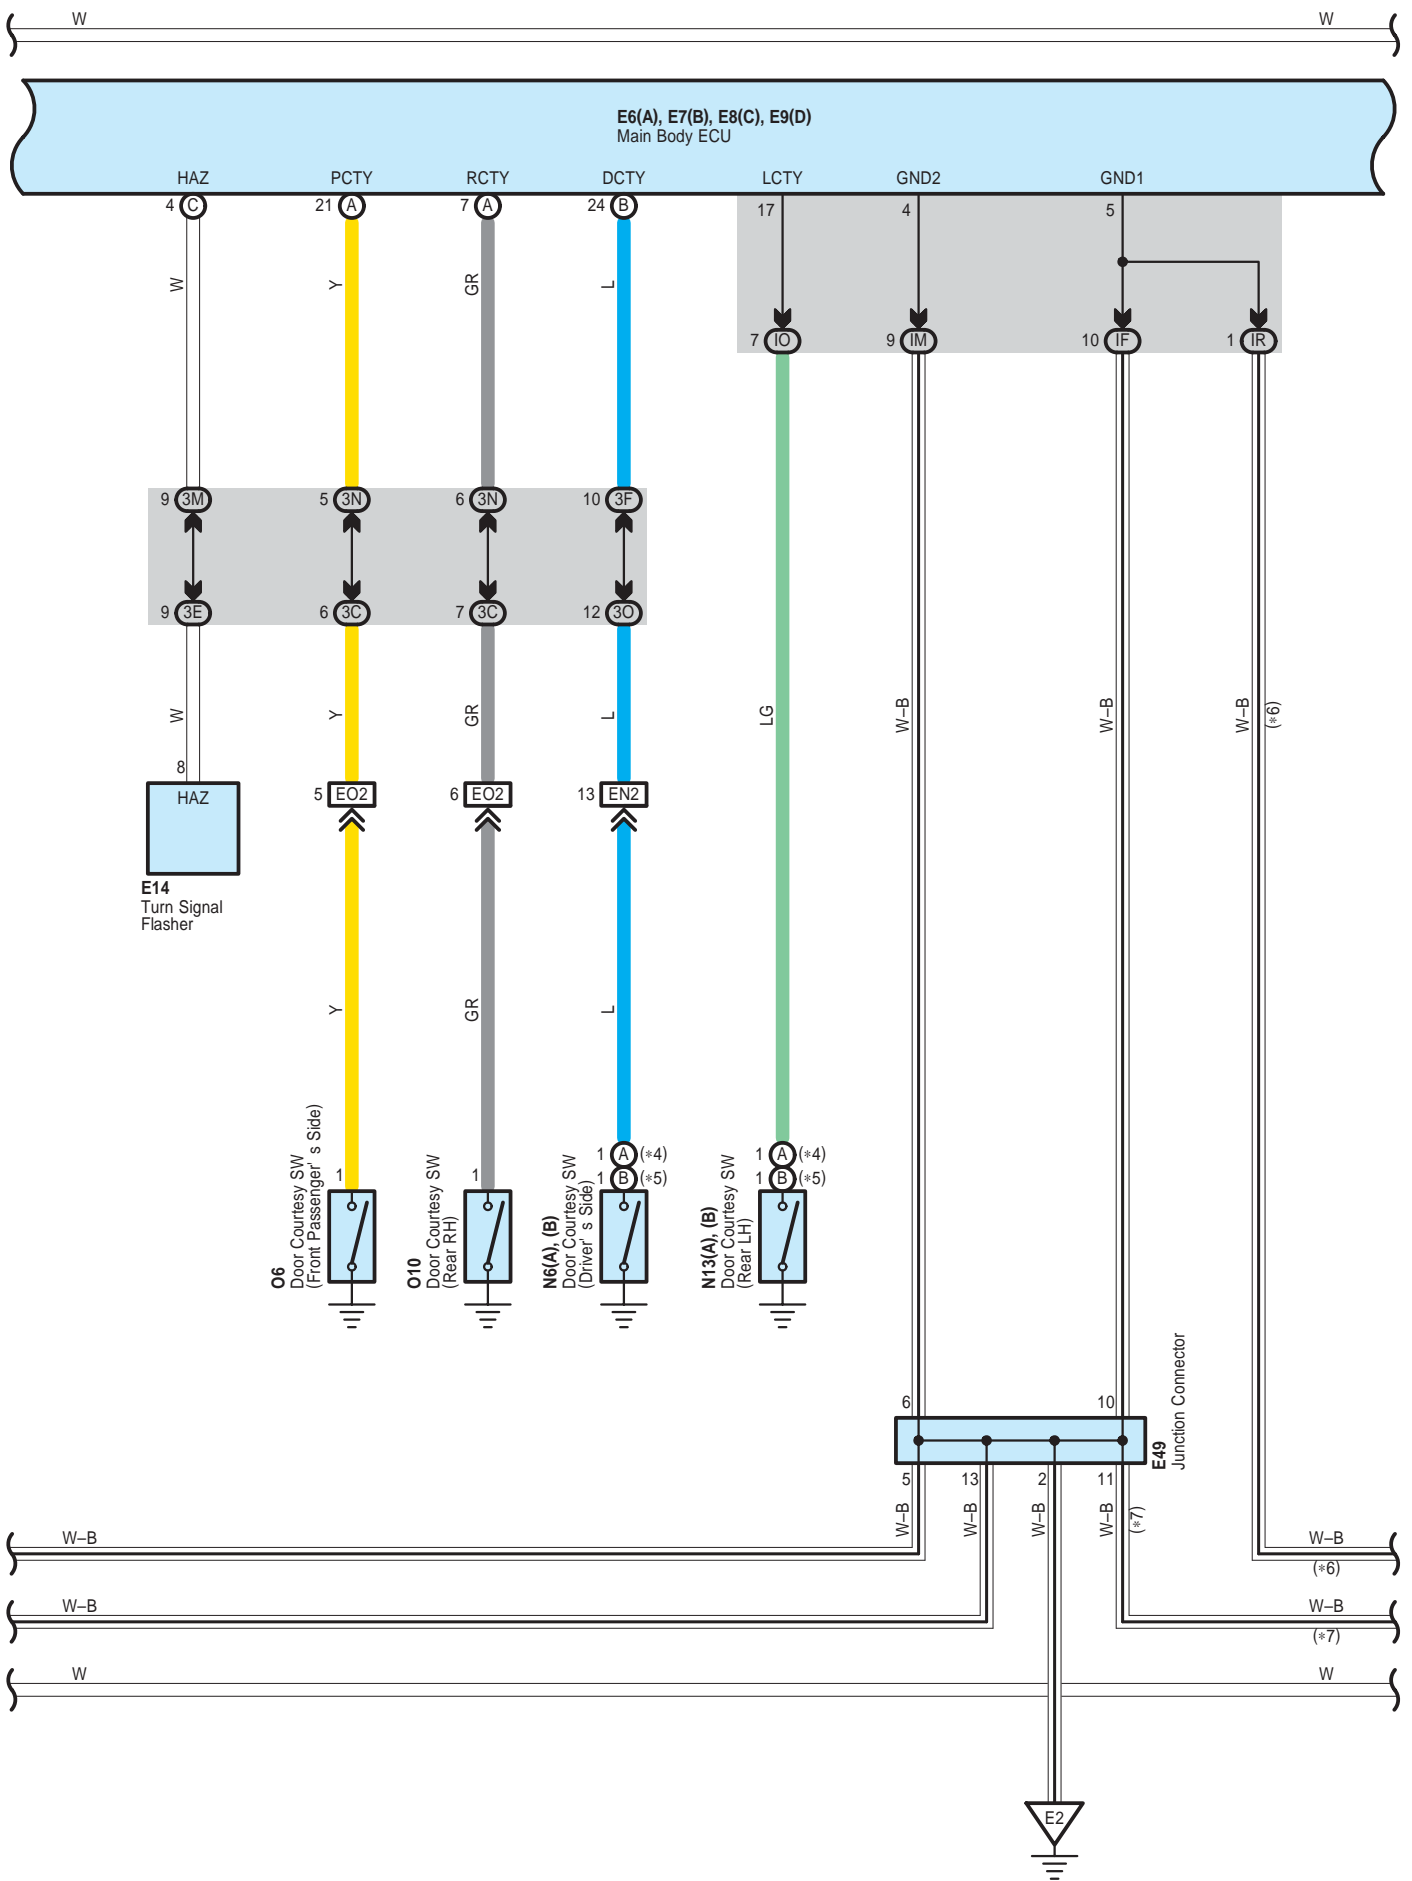 W W
E6(A), E7(B), E8(C), E9(D)
Main Body ECU
HAZ PCTY RCTY DCTY LCTY GND2 GND1
4 C 21 A 7 A 24 B 17 4 5
W Y GR L
7 IO 9 IM 10 IF 1 IR
9 3M 5 3N 6 3N 10 3F
9 3E 6 3C 7 3C 12 3O
W Y GR L LG W–B W–B W–B (*6)
8
HAZ
5 EO2 6 EO2 13 EN2
E14
Turn Signal
Flasher
Y GR L
1 A (*4) 1 A (*4)
1 1 1 B (*5) 1 B (*5)
O6
Door Courtesy SW
(Front Passenger' s Side)
O10
Door Courtesy SW
(Rear RH)
N6(A), (B)
Door Courtesy SW
(Driver' s Side)
N13(A), (B)
Door Courtesy SW
(Rear LH)
6 10
E49
Junction Connector
5 13 2 11
W–B W–B W–B W–B (*7)
W–B W–B
(*6)
W–B W–B
(*7)
W W
E2